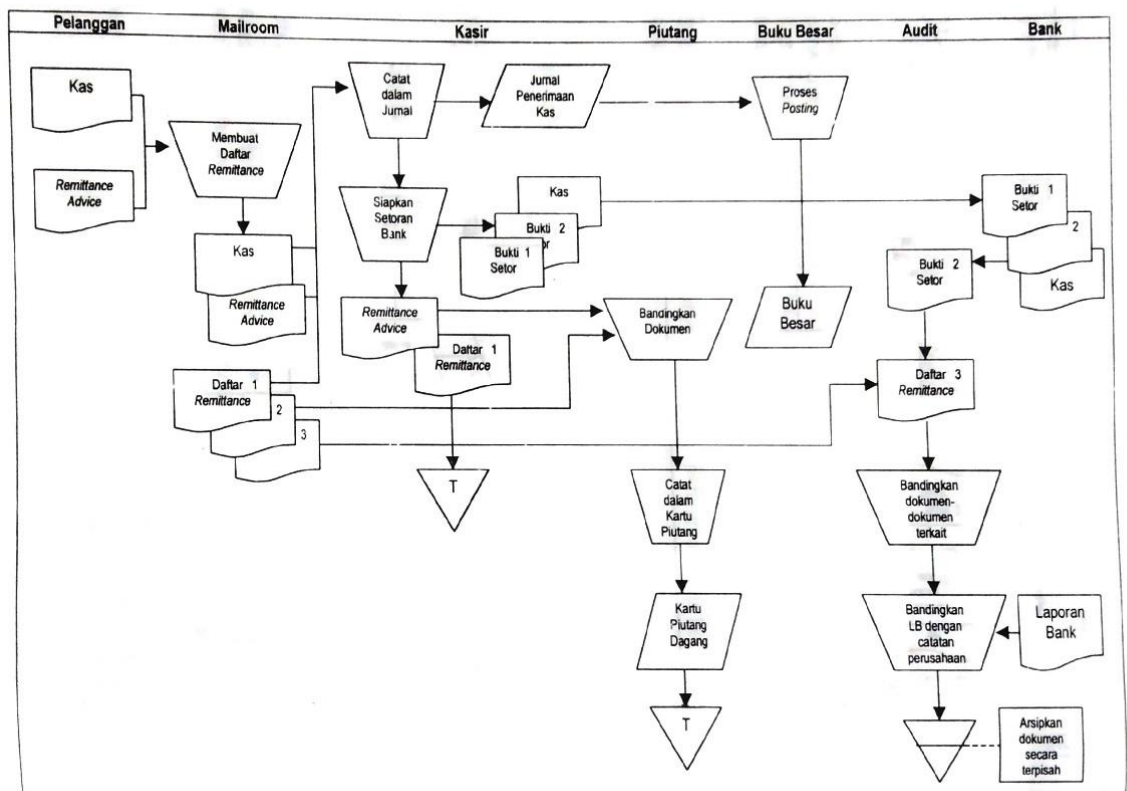 Pelanggan Mailroom Kasir Piutang Buku Besar Audit Bank
Kas
Remittance
Advice
Membuat
Daftar
Remittance
Kas
Remittance
Advice
Daftar 1
Remittance
2
3
Catat
dalam
Jurnal
Jurnal
Penerimaan
Kas
Siapkan
Setoran
Bank
Kas
Bukti 2
or
Bukti 1
Setor
Remittance
Advice
Daftar 1
Remittance
T
Bandingkan
Dokumen
Catat
dalam
Kartu
Piutang
Kartu
Piutang
Dagang
T
Proses
Posting
Buku
Besar
Bukti 2
Setor
Daftar 3
Remittance
Bandingkan
dokumen-
dokumen
terkait
Bandingkan
LB dengan
catatan
perusahaan
Bukti 1
Setor
2
Kas
Laporan
Bank
Arsipkan
dokumen
secara
terpisah